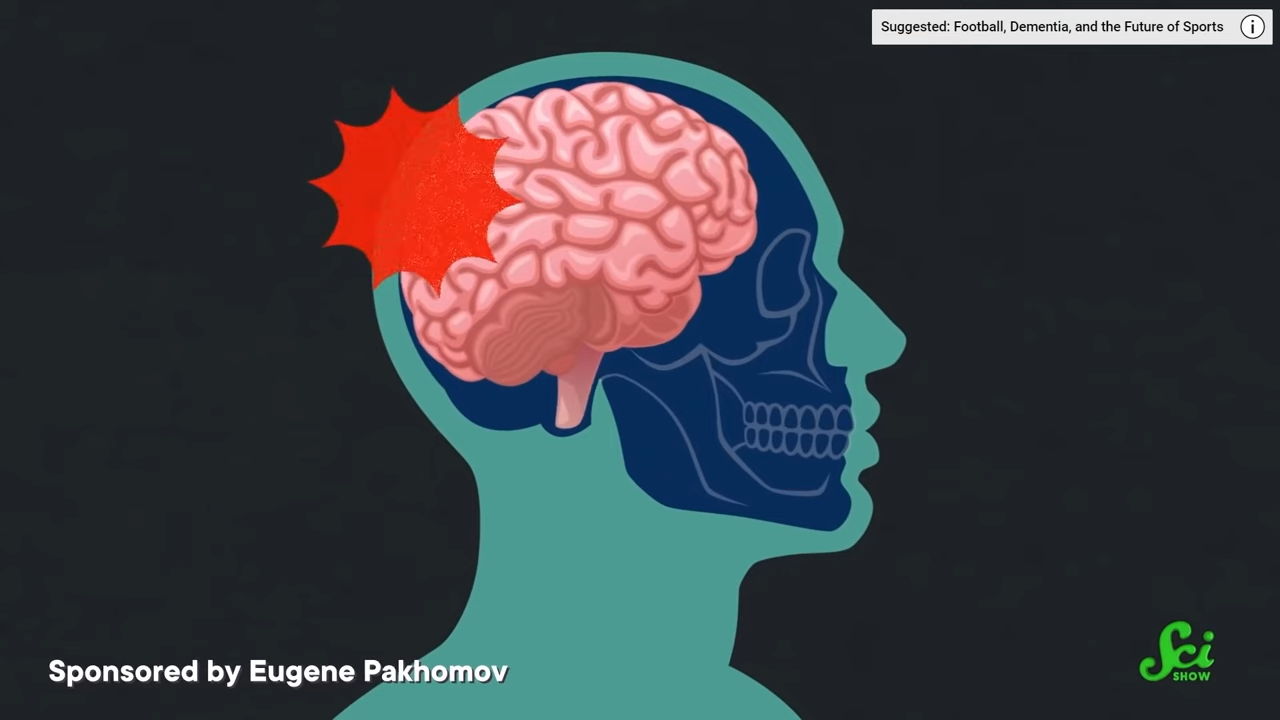 Suggested: Football, Dementia, and the Future of Sports
Sponsored by Eugene Pakhomov
Sci
SHOW